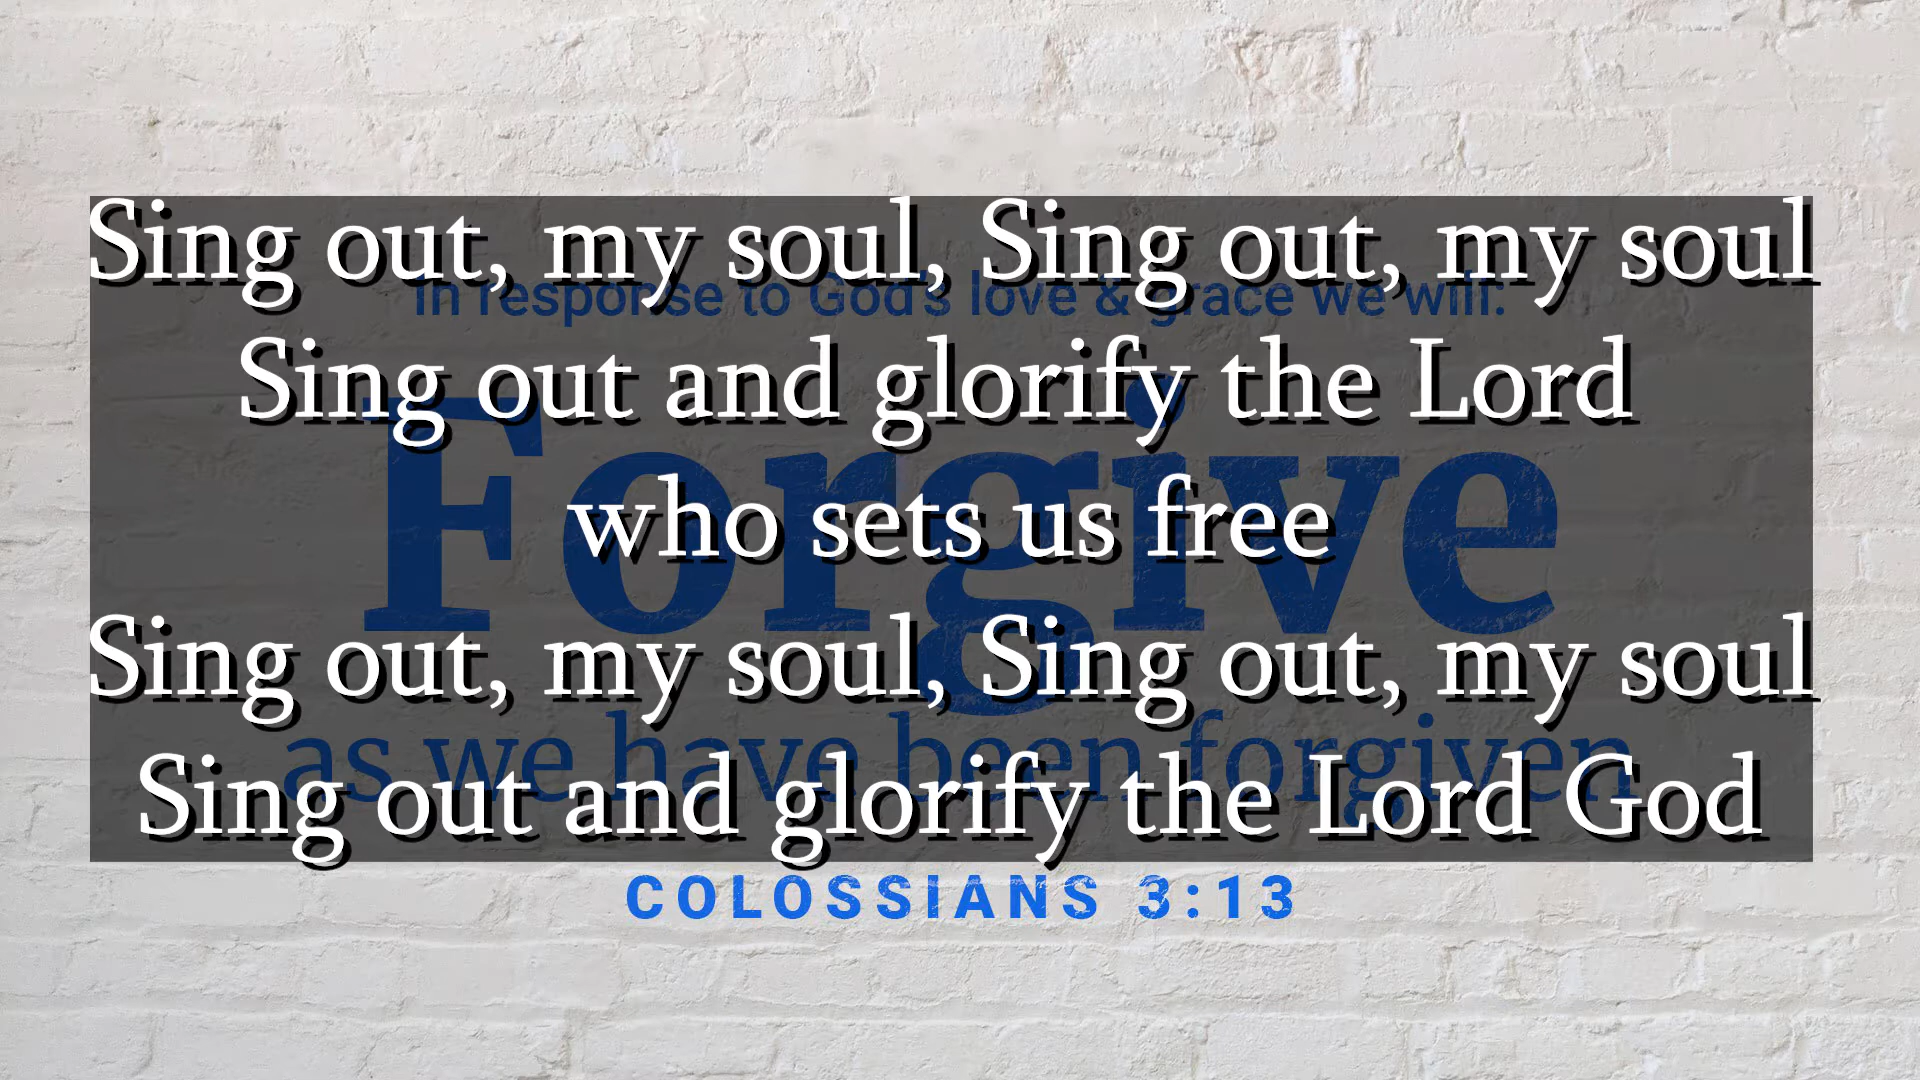 Sing out, my soul, Sing out, my soul
In response to God's love & grace we will:
Sing out and glorify the Lord
Forgive
who sets us free
Sing out, my soul, Sing out, my soul
as we have been forgiven
Sing out and glorify the Lord God
COLOSSIANS 3:13